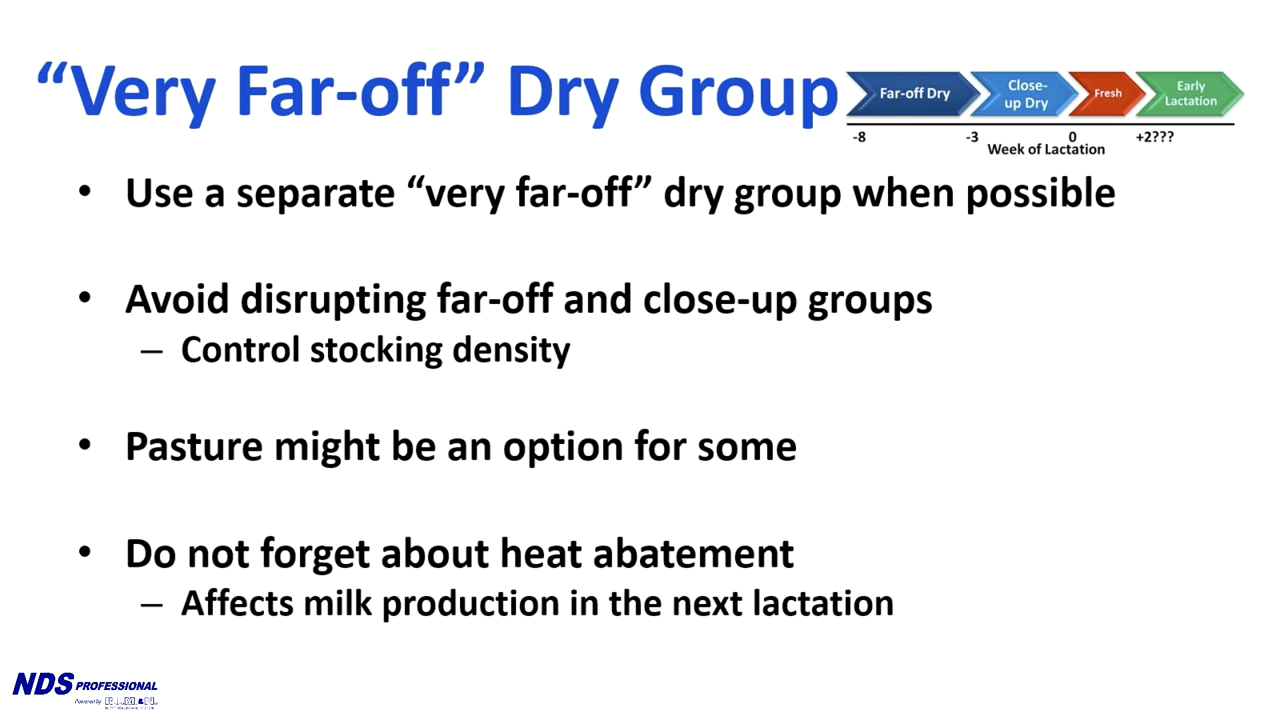 “Very Far-off” Dry Group
Far-off Dry
Close-
up Dry
Fresh
Early
Lactation
-8
-3
0
+2???
Week of Lactation
• Use a separate “very far-off” dry group when possible
• Avoid disrupting far-off and close-up groups
– Control stocking density
• Pasture might be an option for some
• Do not forget about heat abatement
– Affects milk production in the next lactation
NDS PROFESSIONAL
Powered by